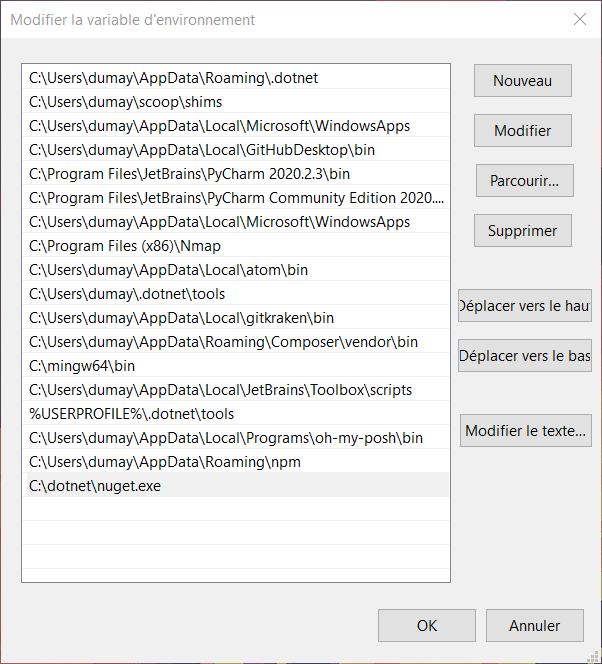 Modifier la variable d'environnement
C:\Users\dumay\AppData\Roaming\.dotnet
C:\Users\dumay\scoop\shims
C:\Users\dumay\AppData\Local\Microsoft\WindowsApps
C:\Users\dumay\AppData\Local\GitHubDesktop\bin
C:\Program Files\JetBrains\PyCharm 2020.2.3\bin
C:\Program Files\JetBrains\PyCharm Community Edition 2020....
C:\Users\dumay\AppData\Local\Microsoft\WindowsApps
C:\Program Files (x86)\Nmap
C:\Users\dumay\AppData\Local\atom\bin
C:\Users\dumay\.dotnet\tools
C:\Users\dumay\AppData\Local\gitkraken\bin
C:\Users\dumay\AppData\Roaming\Composer\vendor\bin
C:\mingw64\bin
C:\Users\dumay\AppData\Local\JetBrains\Toolbox\scripts
%USERPROFILE%\.dotnet\tools
C:\Users\dumay\AppData\Local\Programs\oh-my-posh\bin
C:\Users\dumay\AppData\Roaming\npm
C:\dotnet\nuget.exe
Nouveau
Modifier
Parcourir...
Supprimer
Déplacer vers le haut
Déplacer vers le bas
Modifier le texte...
OK
Annuler